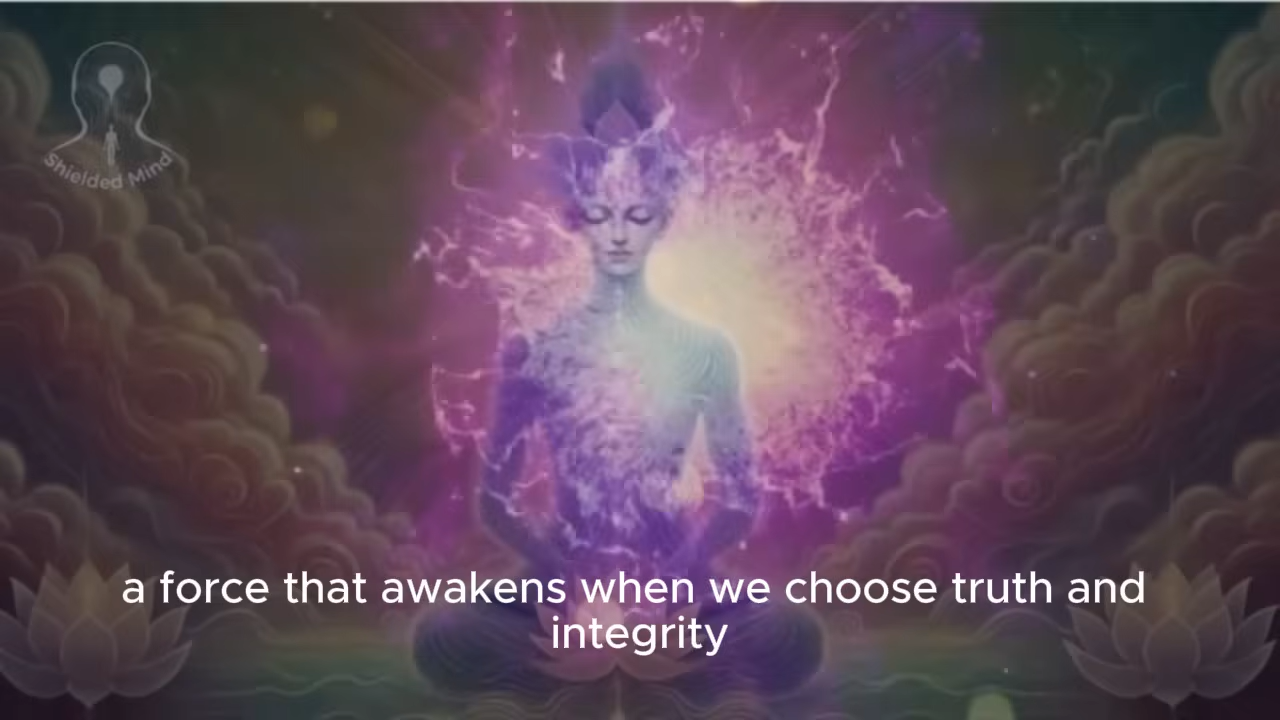 Shielded Mind
a force that awakens when we choose truth and
integrity